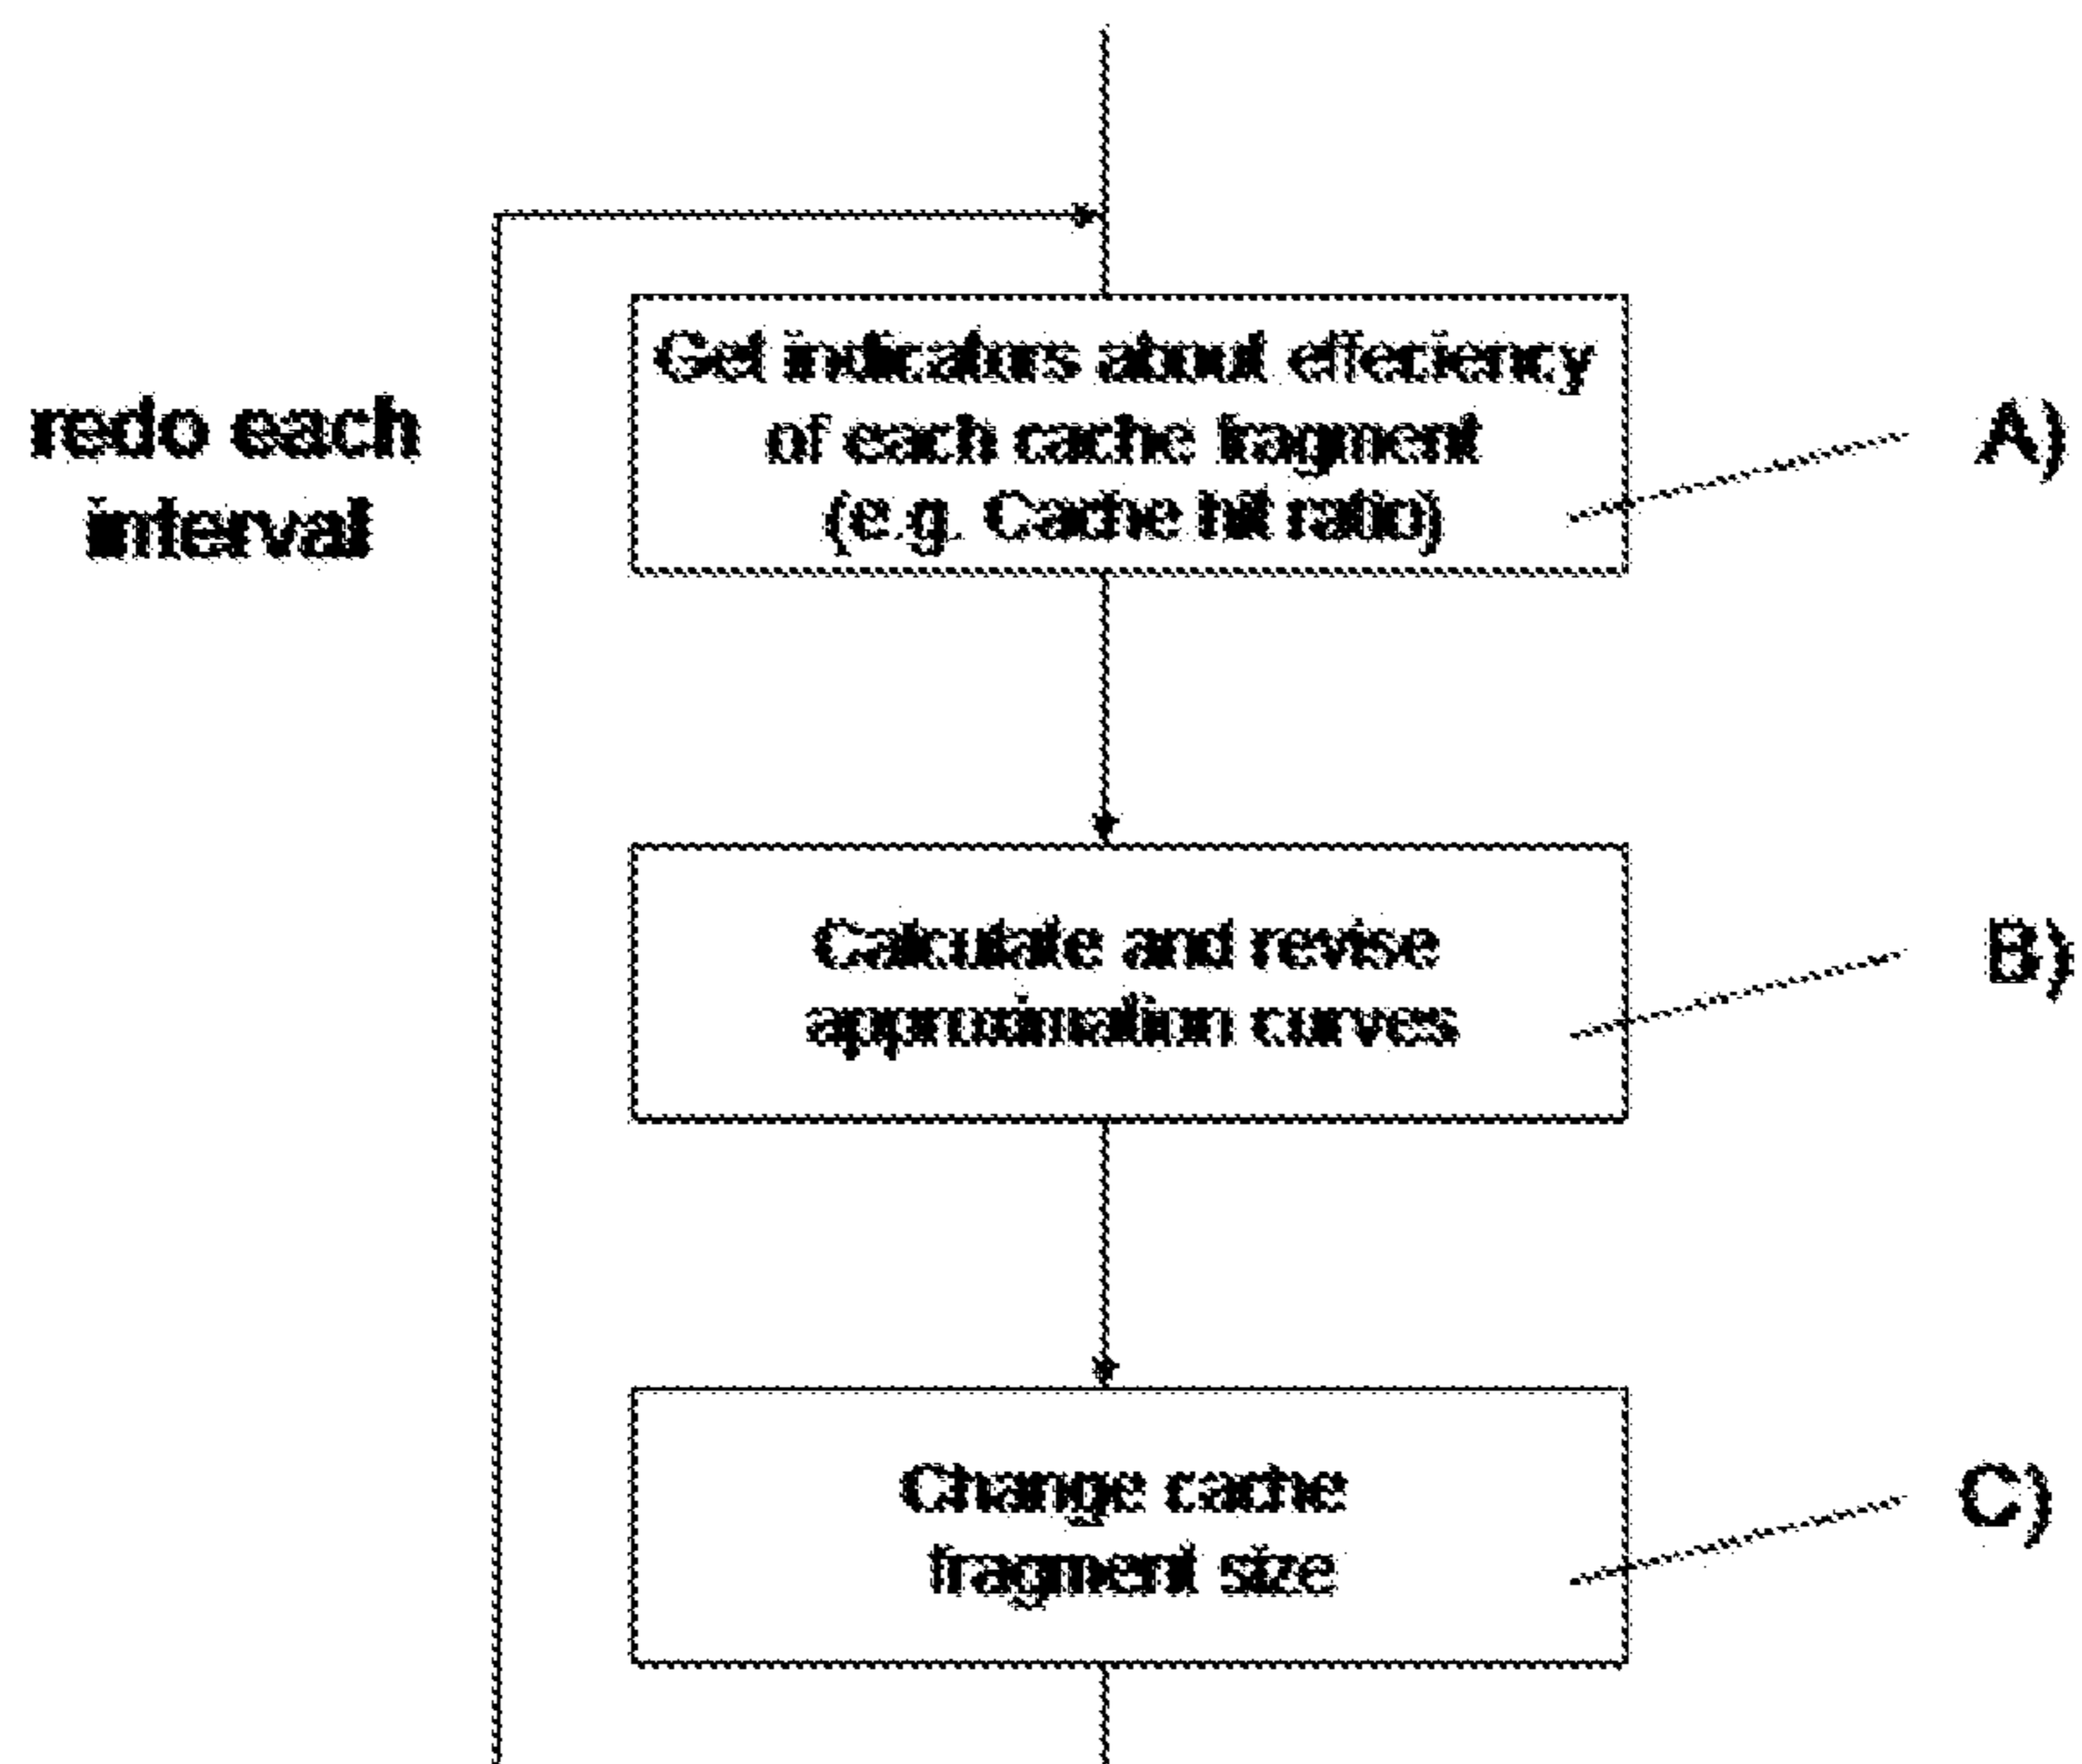 redo each
interval
Get indicators about effeciency
of each cache fragment
(e.g. Cache hit ratio)
A)
Calculate and revise
approximation curves
B)
Change cache
fragment size
C)